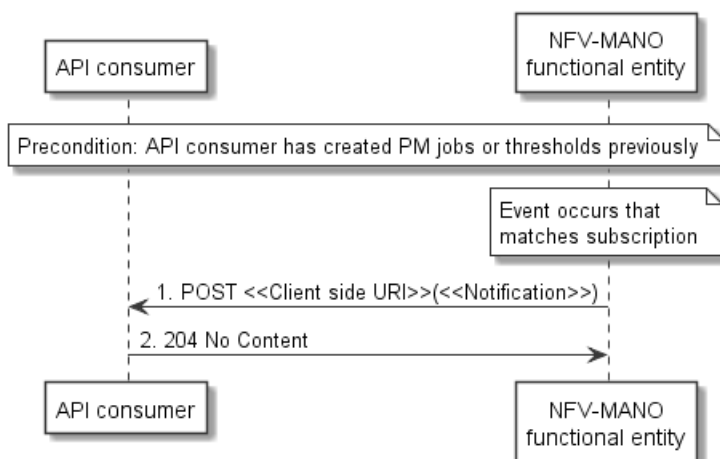 API consumer
NFV-MANO
functional entity
Precondition: API consumer has created PM jobs or thresholds previously
Event occurs that
matches subscription
1. POST <<Client side URI>>(<<Notification>>)
2. 204 No Content
API consumer
NFV-MANO
functional entity